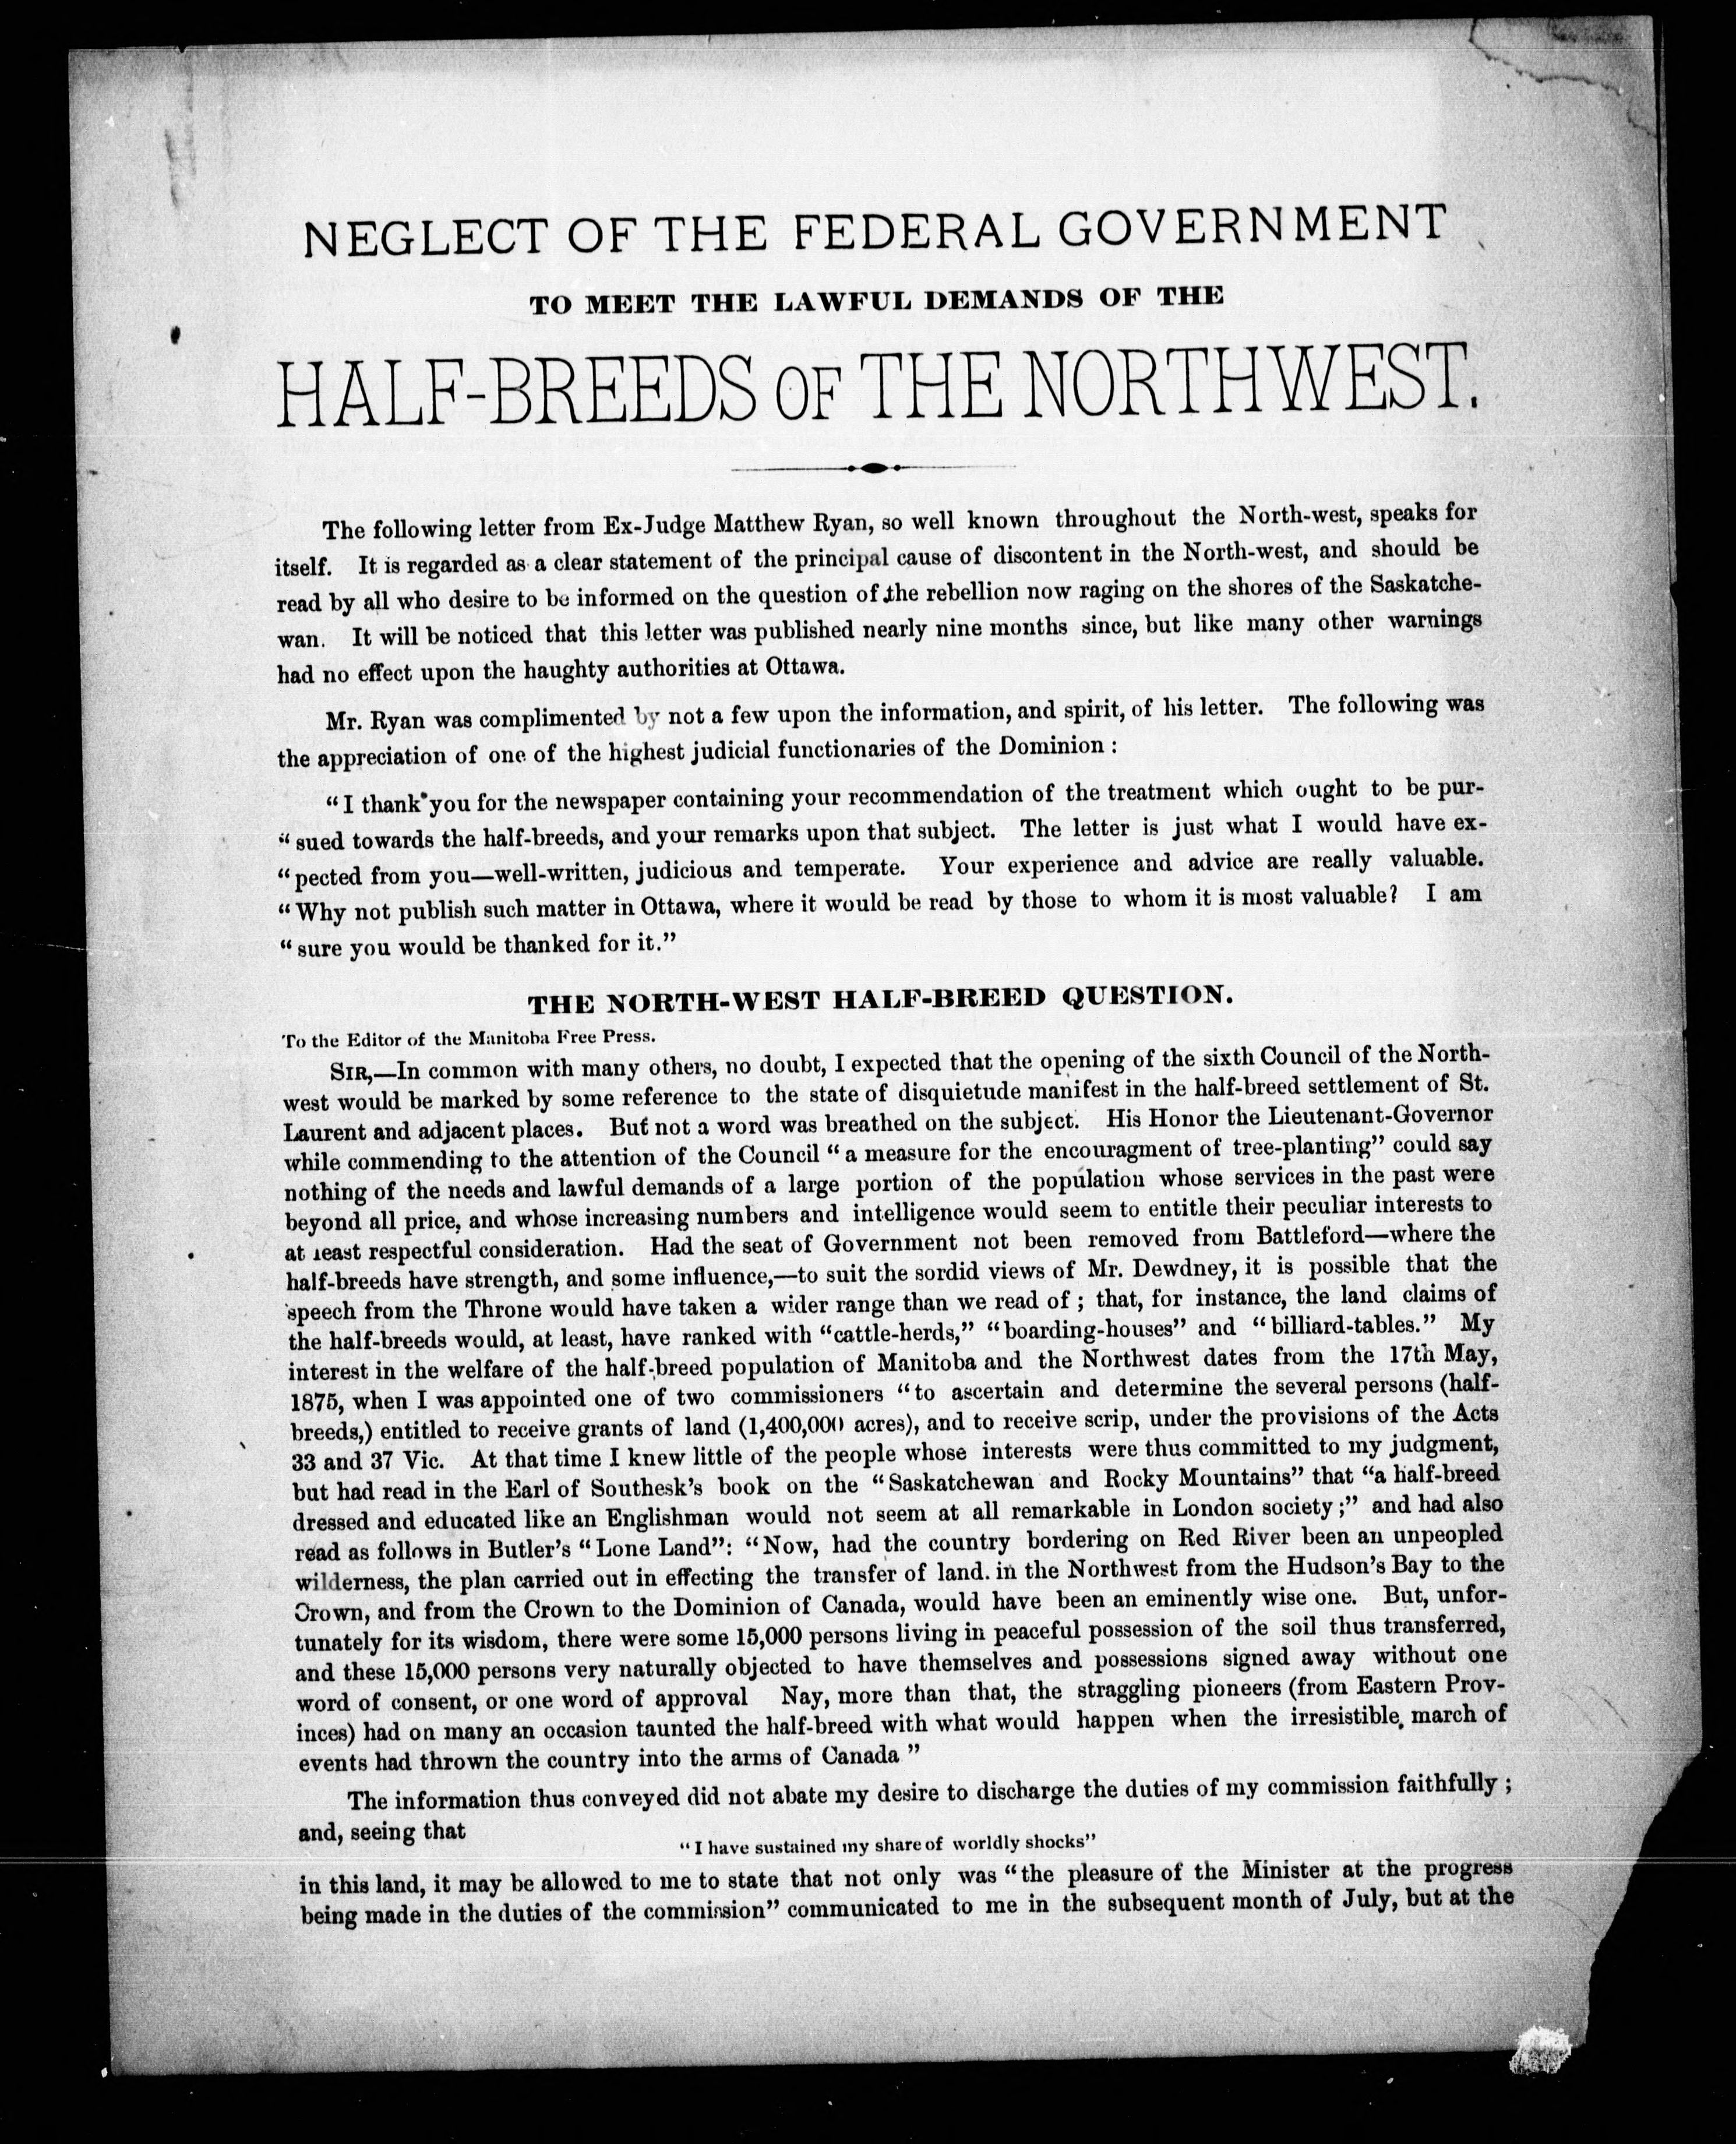 NEGLECT OF THE FEDERAL GOVERNMENT
TO MEET THE LAWFUL DEMANDS OF THE
HALF-BREEDS OF THE NORTHWEST.
The following letter from Ex-Judge Matthew Ryan, so well known throughout the North-west, speaks for
itself. It is regarded as a clear statement of the principal cause of discontent in the North-west, and should be
read by all who desire to be informed on the question of the rebellion now raging on the shores of the Saskatche-
wan. It will be noticed that this letter was published nearly nine months since, but like many other warnings
had no effect upon the haughty authorities at Ottawa.
Mr. Ryan was complimented by not a few upon the information, and spirit, of his letter. The following was
the appreciation of one of the highest judicial functionaries of the Dominion :
“I thank you for the newspaper containing your recommendation of the treatment which ought to be pur-
“sued towards the half-breeds, and your remarks upon that subject. The letter is just what I would have ex-
“pected from you—well-written, judicious and temperate. Your experience and advice are really valuable.
“Why not publish such matter in Ottawa, where it would be read by those to whom it is most valuable? I am
“sure you would be thanked for it.”
THE NORTH-WEST HALF-BREED QUESTION.
To the Editor of the Manitoba Free Press.
SIR,—In common with many others, no doubt, I expected that the opening of the sixth Council of the North-
west would be marked by some reference to the state of disquietude manifest in the half-breed settlement of St.
Laurent and adjacent places. But not a word was breathed on the subject. His Honor the Lieutenant-Governor
while commending to the attention of the Council “a measure for the encouragment of tree-planting” could say
nothing of the needs and lawful demands of a large portion of the population whose services in the past were
beyond all price, and whose increasing numbers and intelligence would seem to entitle their peculiar interests to
at least respectful consideration. Had the seat of Government not been removed from Battleford—where the
half-breeds have strength, and some influence,—to suit the sordid views of Mr. Dewdney, it is possible that the
speech from the Throne would have taken a wider range than we read of ; that, for instance, the land claims of
the half-breeds would, at least, have ranked with “cattle-herds,” “boarding-houses” and “billiard-tables.” My
interest in the welfare of the half-breed population of Manitoba and the Northwest dates from the 17th May,
1875, when I was appointed one of two commissioners “to ascertain and determine the several persons (half-
breeds,) entitled to receive grants of land (1,400,000 acres), and to receive scrip, under the provisions of the Acts
33 and 37 Vic. At that time I knew little of the people whose interests were thus committed to my judgment,
but had read in the Earl of Southesk’s book on the “Saskatchewan and Rocky Mountains” that “a half-breed
dressed and educated like an Englishman would not seem at all remarkable in London society ;” and had also
read as follows in Butler’s “Lone Land”: “Now, had the country bordering on Red River been an unpeopled
wilderness, the plan carried out in effecting the transfer of land. in the Northwest from the Hudson’s Bay to the
Crown, and from the Crown to the Dominion of Canada, would have been an eminently wise one. But, unfor-
tunately for its wisdom, there were some 15,000 persons living in peaceful possession of the soil thus transferred,
and these 15,000 persons very naturally objected to have themselves and possessions signed away without one
word of consent, or one word of approval Nay, more than that, the straggling pioneers (from Eastern Prov-
inces) had on many an occasion taunted the half-breed with what would happen when the irresistible, march of
events had thrown the country into the arms of Canada ”
The information thus conveyed did not abate my desire to discharge the duties of my commission faithfully ;
and, seeing that
“I have sustained my share of worldly shocks”
in this land, it may be allowed to me to state that not only was “the pleasure of the Minister at the progress
being made in the duties of the commission” communicated to me in the subsequent month of July, but at the